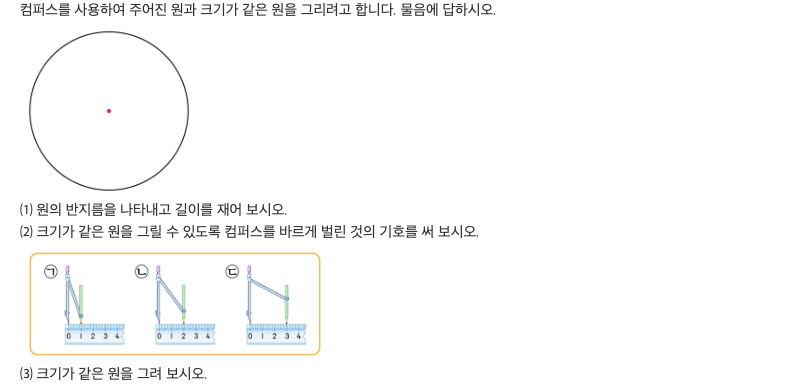 컴퍼스를 사용하여 주어진 원과 크기가 같은 원을 그리려고 합니다. 물음에 답하시오.
(1) 원의 반지름을 나타내고 길이를 재어 보시오.
(2) 크기가 같은 원을 그릴 수 있도록 컴퍼스를 바르게 벌린 것의 기호를 써 보시오.
㉠ ㉡ ㉢
0 1 2 3 4 0 1 2 3 4 0 1 2 3 4
(3) 크기가 같은 원을 그려 보시오.